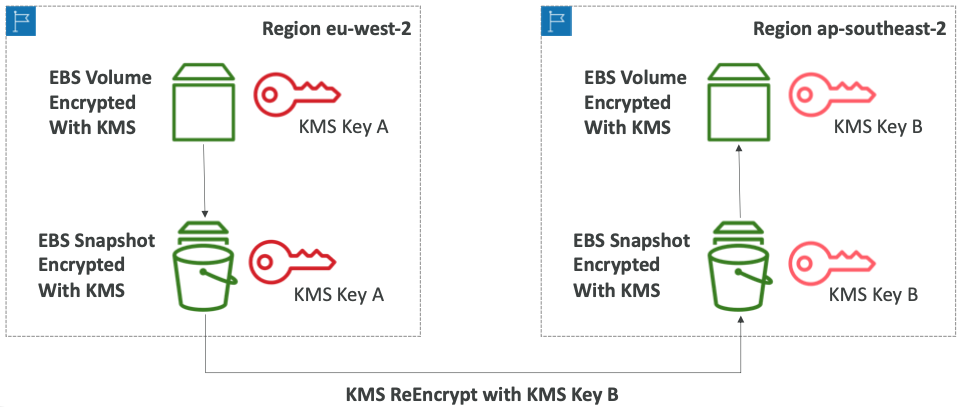 Region eu-west-2
EBS Volume
Encrypted
With KMS
KMS Key A
EBS Snapshot
Encrypted
With KMS
KMS Key A
Region ap-southeast-2
EBS Volume
Encrypted
With KMS
KMS Key B
EBS Snapshot
Encrypted
With KMS
KMS Key B
KMS ReEncrypt with KMS Key B